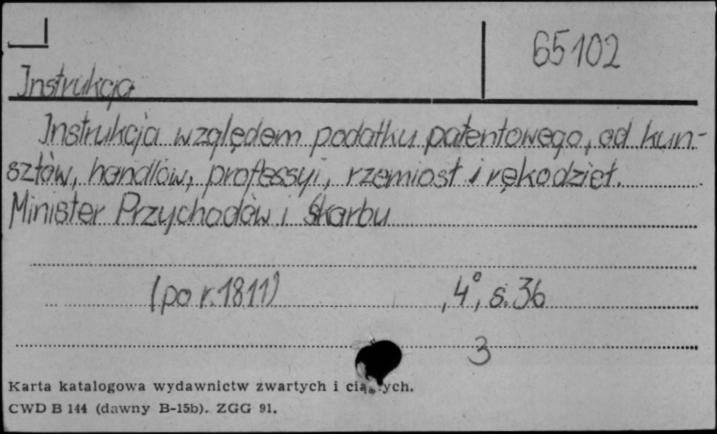 65102
Instrukcja
Instrukcja względem podatku patentowego, od kun-
sztów, handlów, professyi, rzemiosł i rękodzieł.
Minister Przychodów i Skarbu
(po r. 1811) , 4°, s. 36
3
Karta katalogowa wydawnictw zwartych i
CWD B 144 (dawny B-15b). ZGG 91.